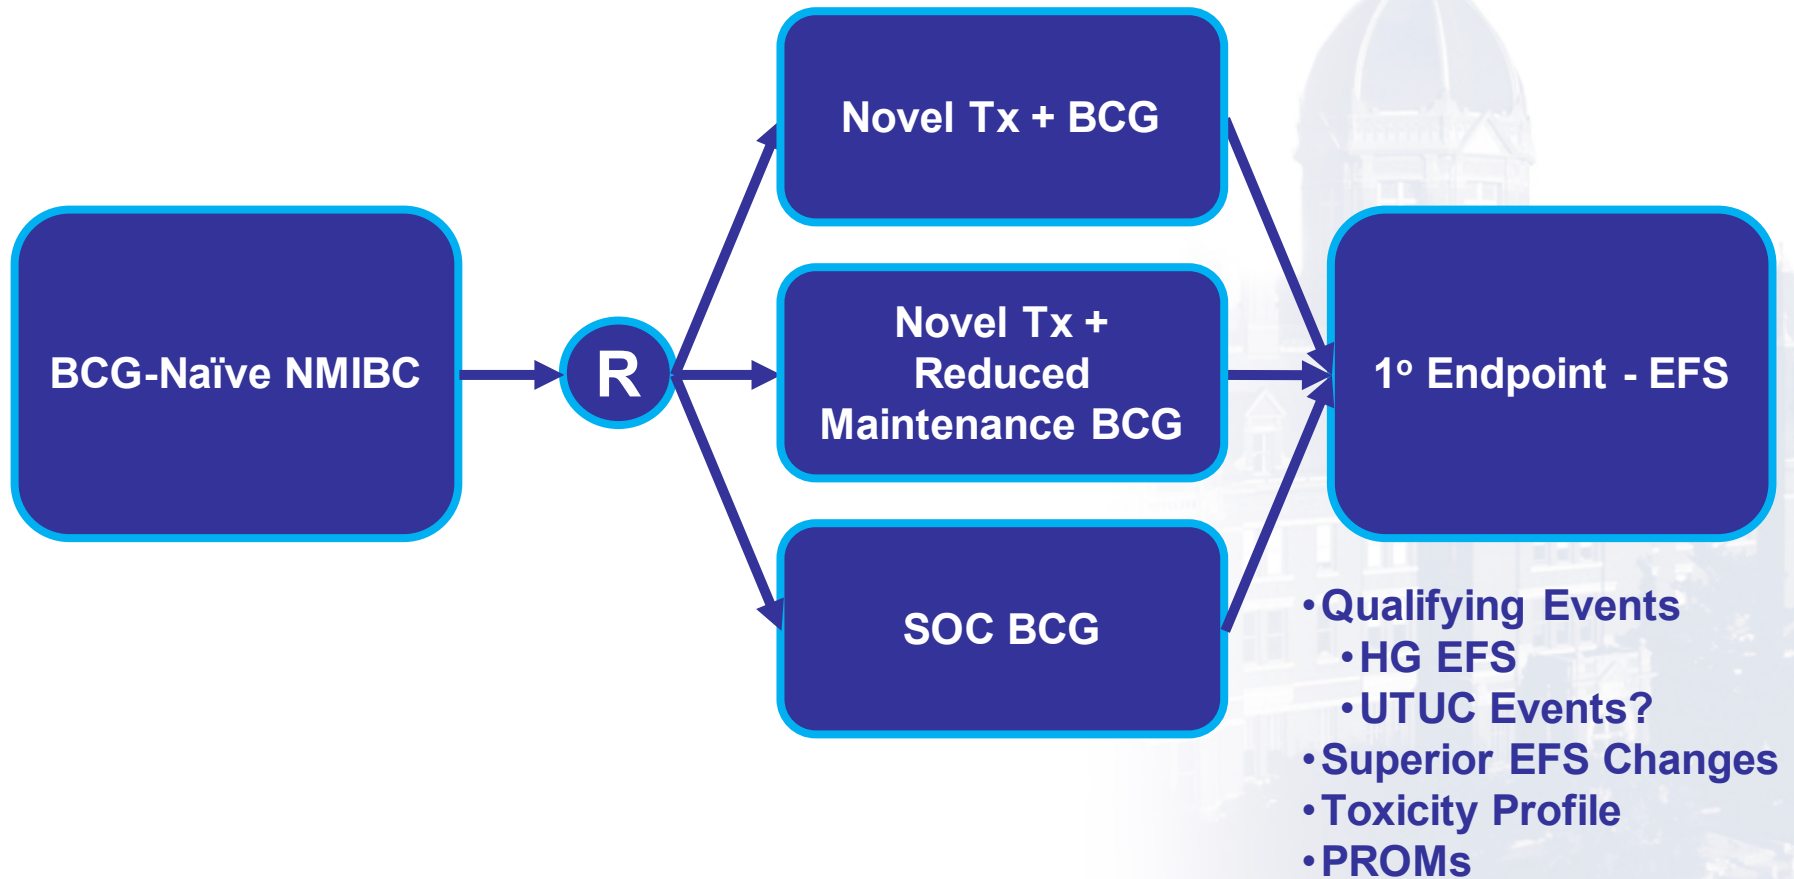 Novel Tx + BCG
BCG-Naïve NMIBC
R
Novel Tx +
Reduced
Maintenance BCG
SOC BCG
1º Endpoint - EFS
•Qualifying Events
•HG EFS
•UTUC Events?
•Superior EFS Changes
•Toxicity Profile
•PROMs